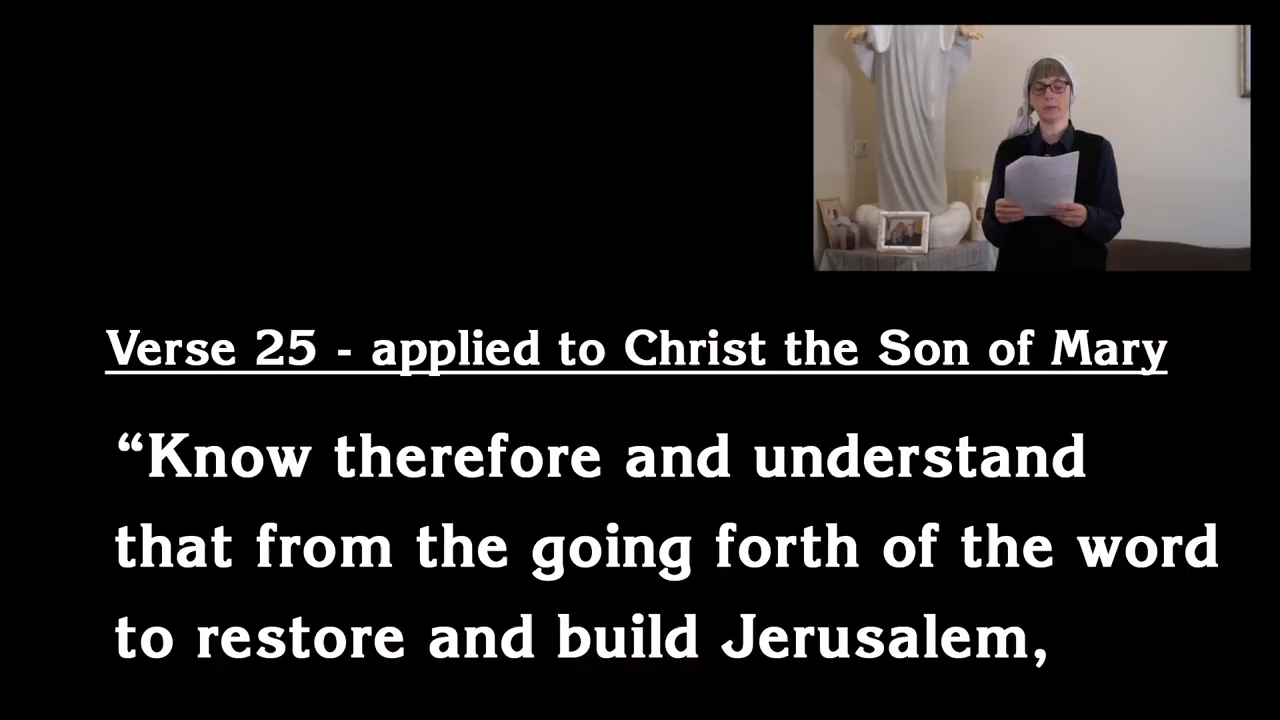 Verse 25 - applied to Christ the Son of Mary
“Know therefore and understand
that from the going forth of the word
to restore and build Jerusalem,